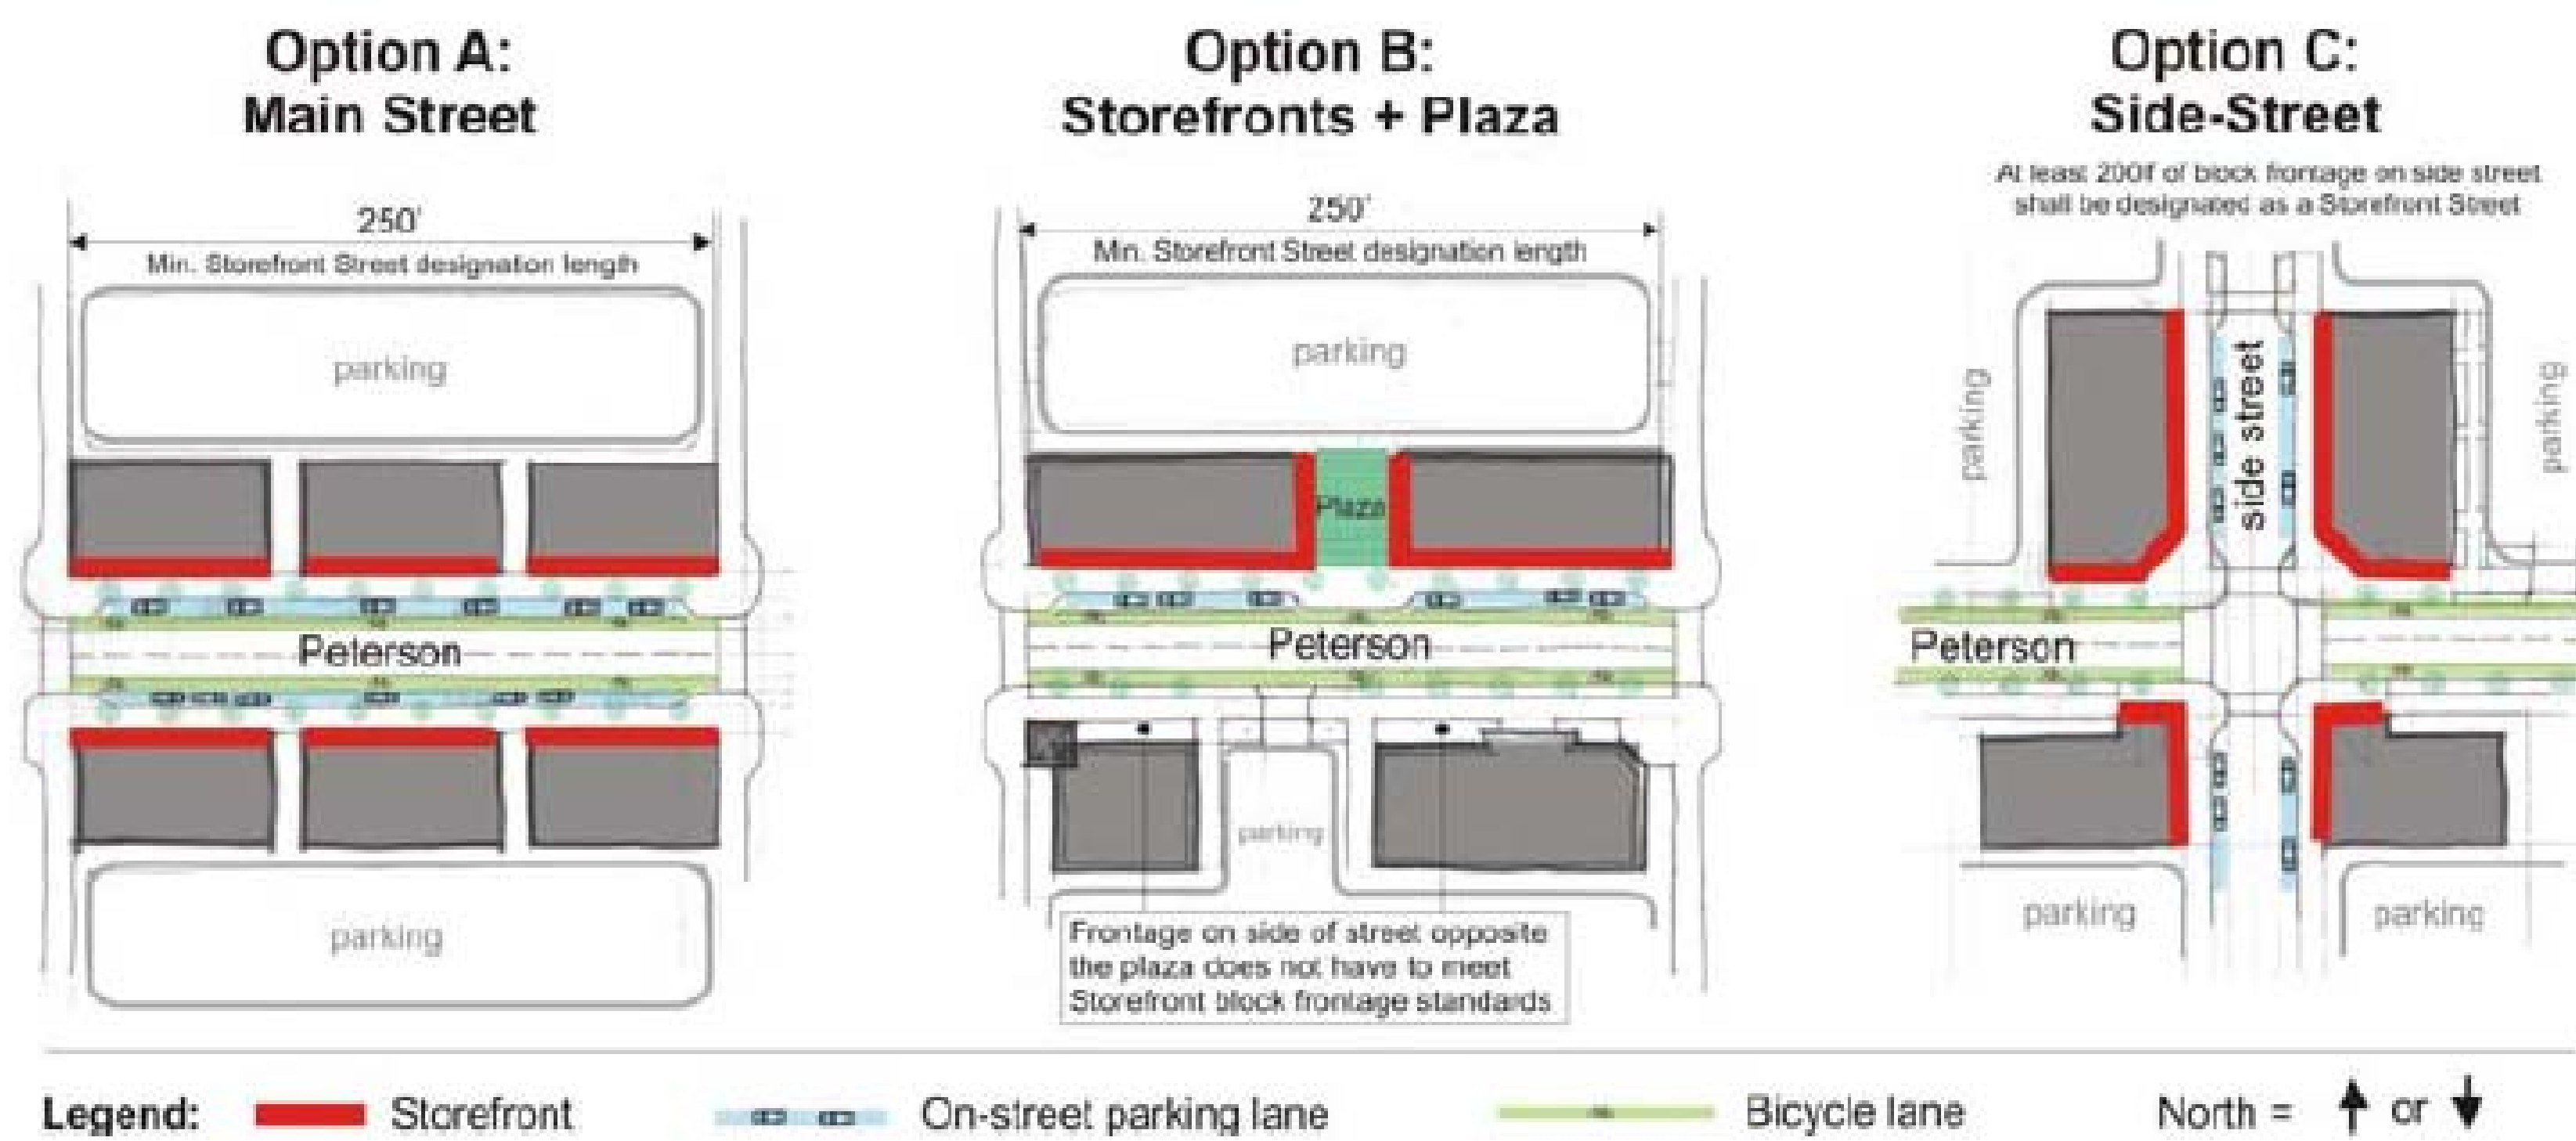 Option A:
Main Street
250'
Min. Storefront Street designation length
parking
Peterson
parking
Option B:
Storefronts + Plaza
250'
Min. Storefront Street designation length
parking
Plaza
Peterson
parking
Frontage on side of street opposite
the plaza does not have to meet
Storefront block frontage standards
Option C:
Side-Street
At least 200f of block frontage on side street
shall be designated as a Storefront Street
parking
side street
parking
Peterson
parking
parking
Legend:
Storefront
On-street parking lane
Bicycle lane
North = ↑ or ↓